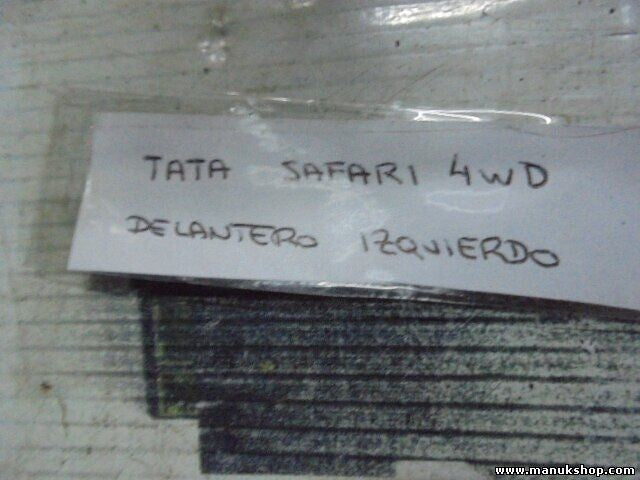 TATA SAFARI 4WD
DELANTERO IZQUIERDO
www.manukshop.com